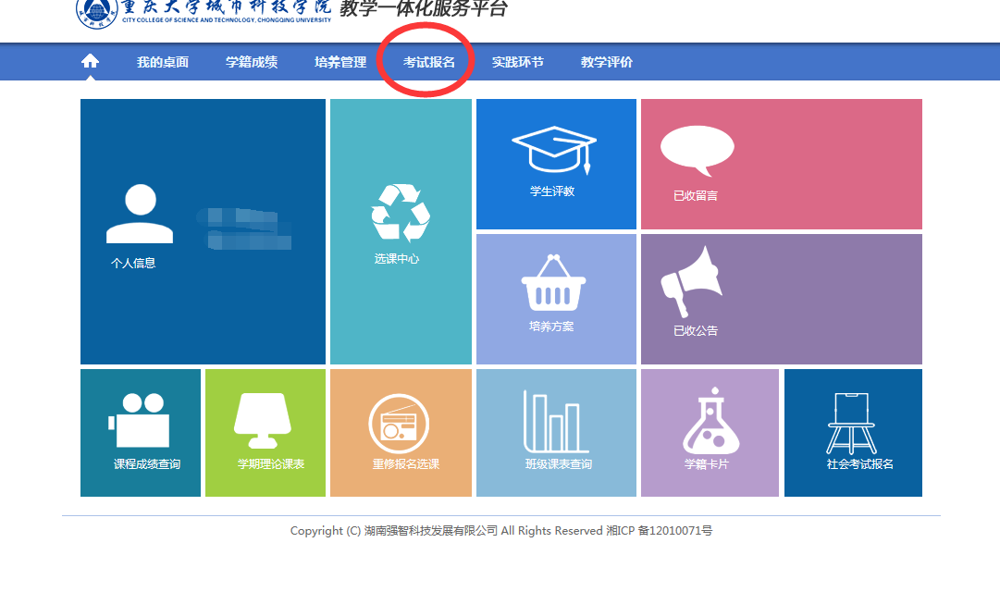 重庆大学城市科技学院 教学一体化服务平台
CITY COLLEGE OF SCIENCE AND TECHNOLOGY, CHONGQING UNIVERSITY
我的桌面 学籍成绩 培养管理 考试报名 实践环节 教学评价
个人信息
选课中心
学生评教
已收留言
培养方案
已收公告
课程成绩查询
学期理论课表
重修报名选课
班级课表查询
学籍卡片
社会考试报名
Copyright (C) 湖南强智科技发展有限公司 All Rights Reserved 湘ICP 备12010071号